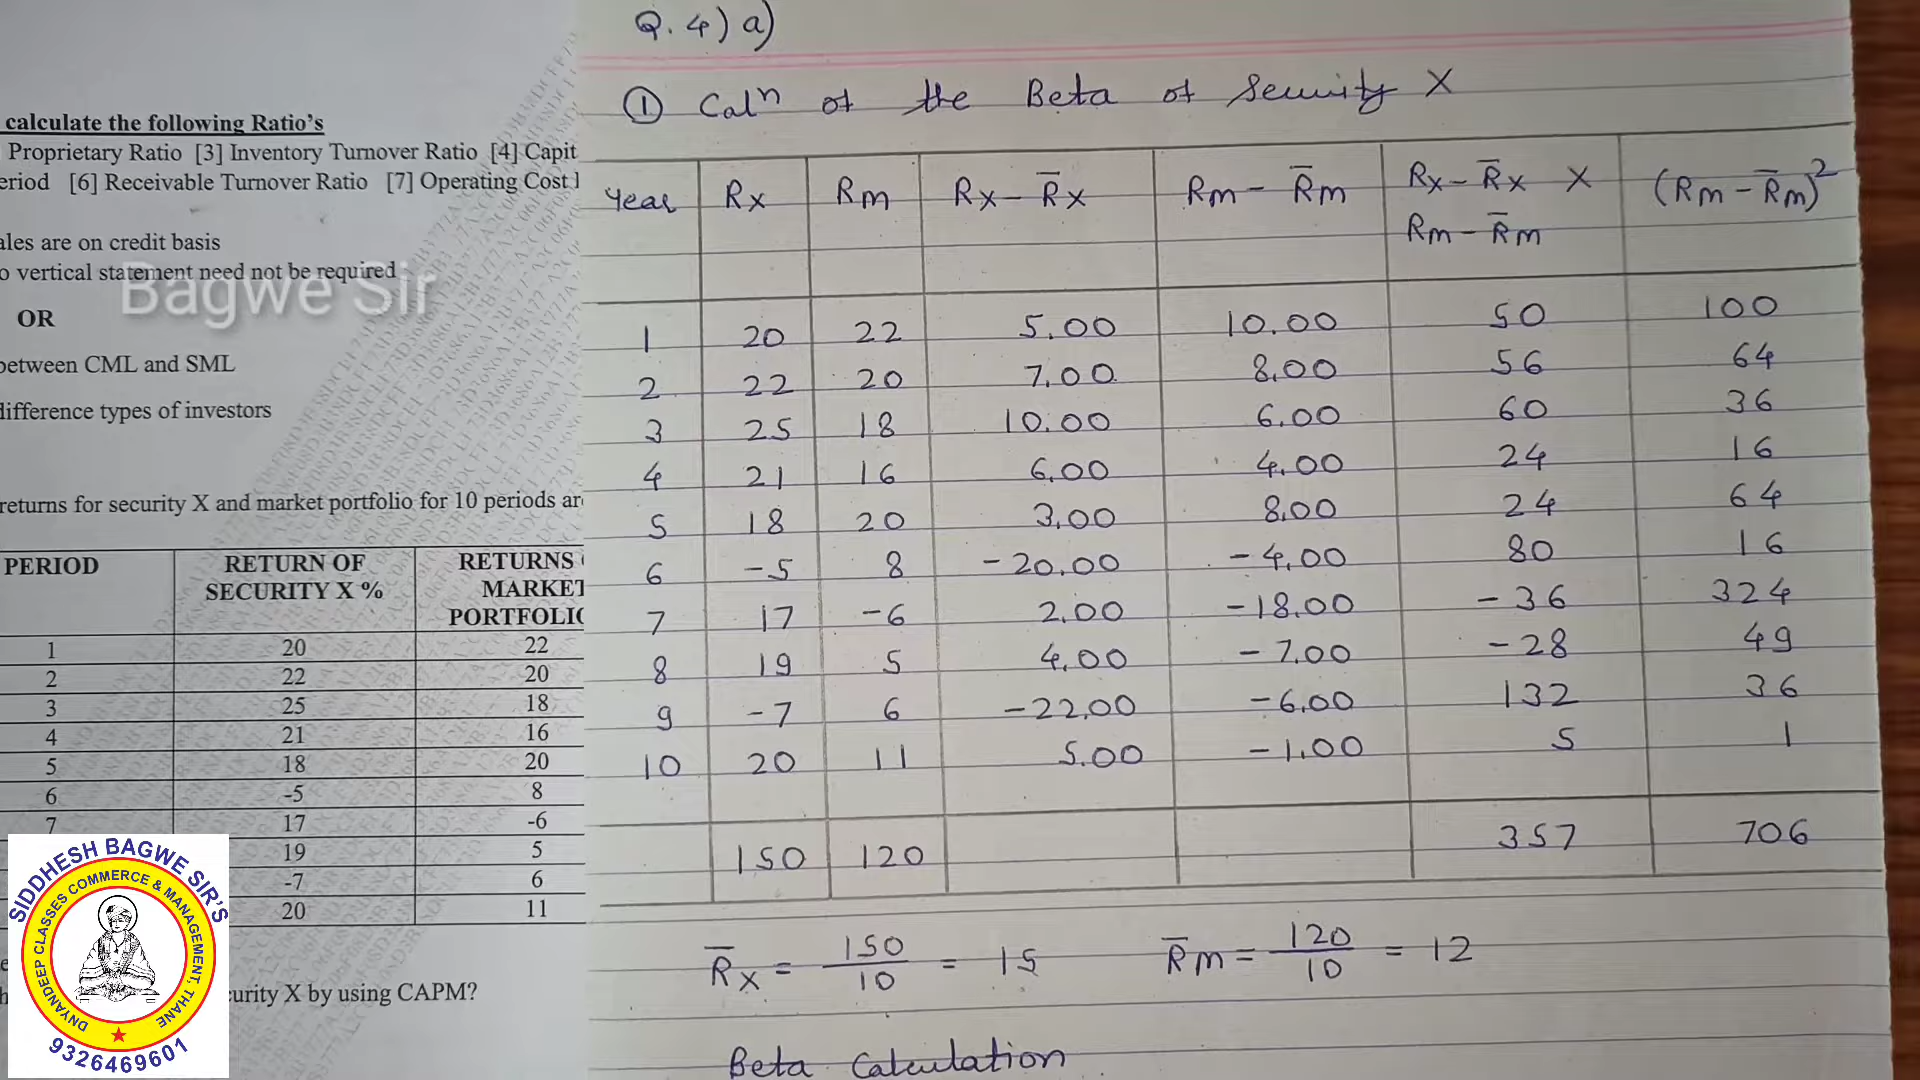 calculate the following Ratio's
Proprietary Ratio [3] Inventory Turnover Ratio [4] Capit
eriod [6] Receivable Turnover Ratio [7] Operating Cost
ales are on credit basis
o vertical statement need not be required
Bagwe Sir
OR
between CML and SML
difference types of investors
returns for security X and market portfolio for 10 periods ar
PERIOD RETURN OF SECURITY X % RETURNS MARKET PORTFOLIO
1 20 22
2 22 20
3 25 18
4 21 16
5 18 20
6 -5 8
7 17 -6
19 5
-7 6
20 11
curity X by using CAPM?
SIDDHESH BAGWE SIR'S
DNYANDEEP CLASSES COMMERCE & MANAGEMENT, THANE
9326469601
Q. 4) a)
① Calⁿ of the Beta of Security X
Year Rx Rm Rx - R̅x Rm - R̅m Rx - R̅x X Rm - R̅m (Rm - R̅m)²
1 20 22 5.00 10.00 50 100
2 22 20 7.00 8.00 56 64
3 25 18 10.00 6.00 60 36
4 21 16 6.00 4.00 24 16
5 18 20 3.00 8.00 24 64
6 -5 8 -20.00 -4.00 80 16
7 17 -6 2.00 -18.00 -36 324
8 19 5 4.00 -7.00 -28 49
9 -7 6 -22.00 -6.00 132 36
10 20 11 5.00 -1.00 5 1
150 120 357 706
R̅x = 150/10 = 15 R̅m = 120/10 = 12
Beta Calculation